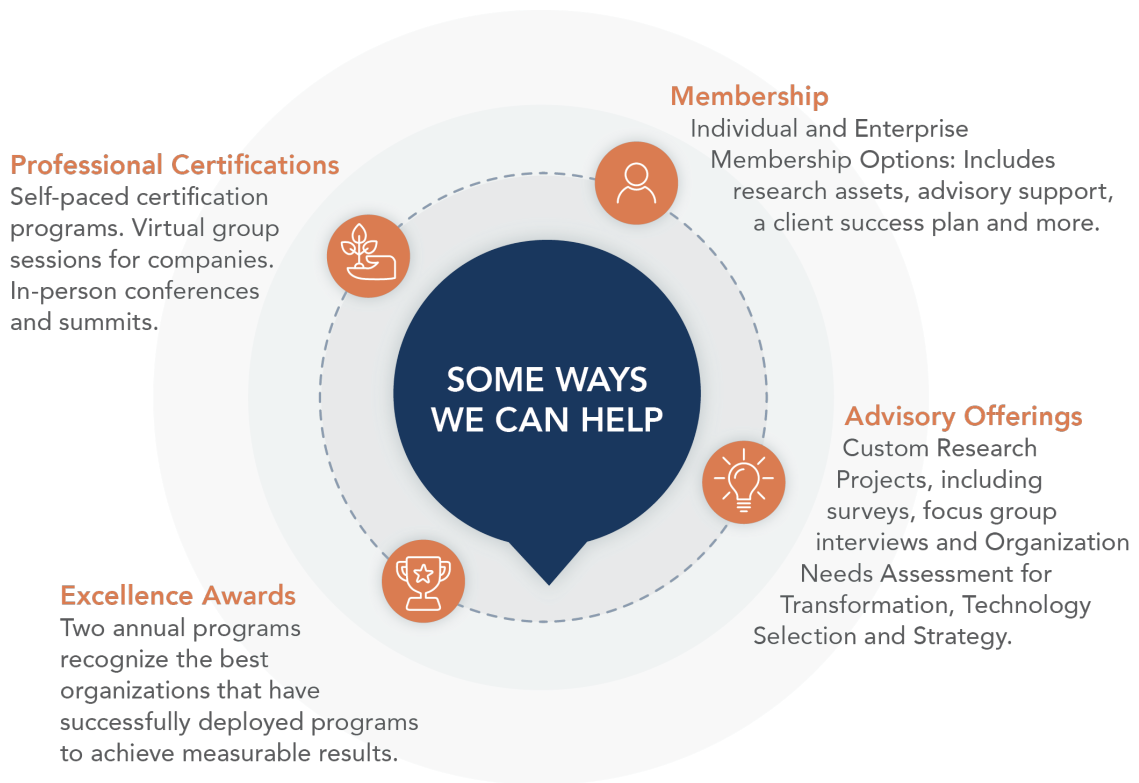 Membership
Individual and Enterprise
Membership Options: Includes
research assets, advisory support,
a client success plan and more.
Professional Certifications
Self-paced certification
programs. Virtual group
sessions for companies.
In-person conferences
and summits.
SOME WAYS
WE CAN HELP
Advisory Offerings
Custom Research
Projects, including
surveys, focus group
interviews and Organization
Needs Assessment for
Transformation, Technology
Selection and Strategy.
Excellence Awards
Two annual programs
recognize the best
organizations that have
successfully deployed programs
to achieve measurable results.